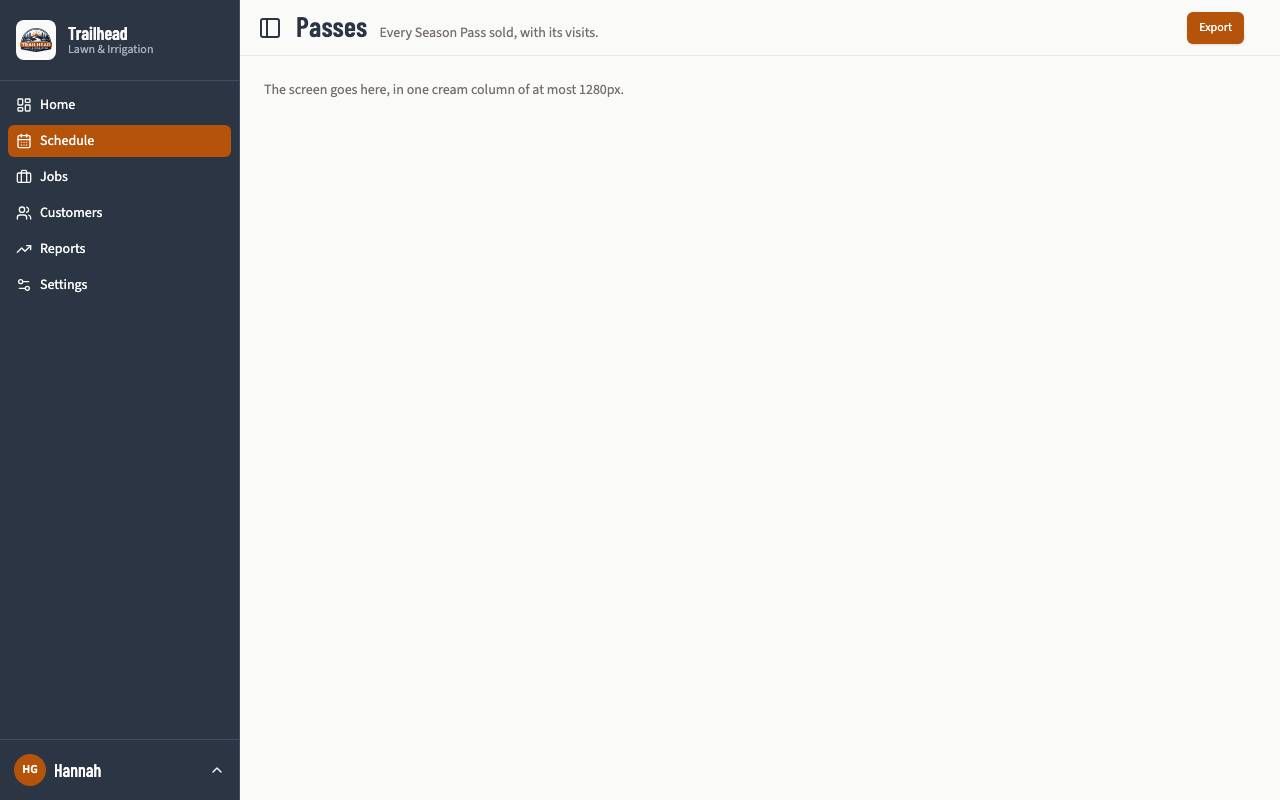 TRAILHEAD
Trailhead
Lawn & Irrigation
Home
Schedule
Jobs
Customers
Reports
Settings
HG
Hannah
Passes
Every Season Pass sold, with its visits.
Export
The screen goes here, in one cream column of at most 1280px.